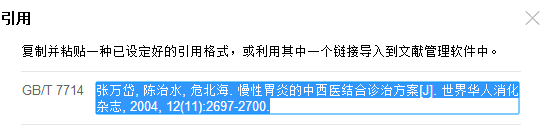 引用
复制并粘贴一种已设定好的引用格式，或利用其中一个链接导入到文献管理软件中。
GB/T 7714 张万岱, 陈治水, 危北海. 慢性胃炎的中西医结合诊治方案[J]. 世界华人消化
杂志, 2004, 12(11):2697-2700.